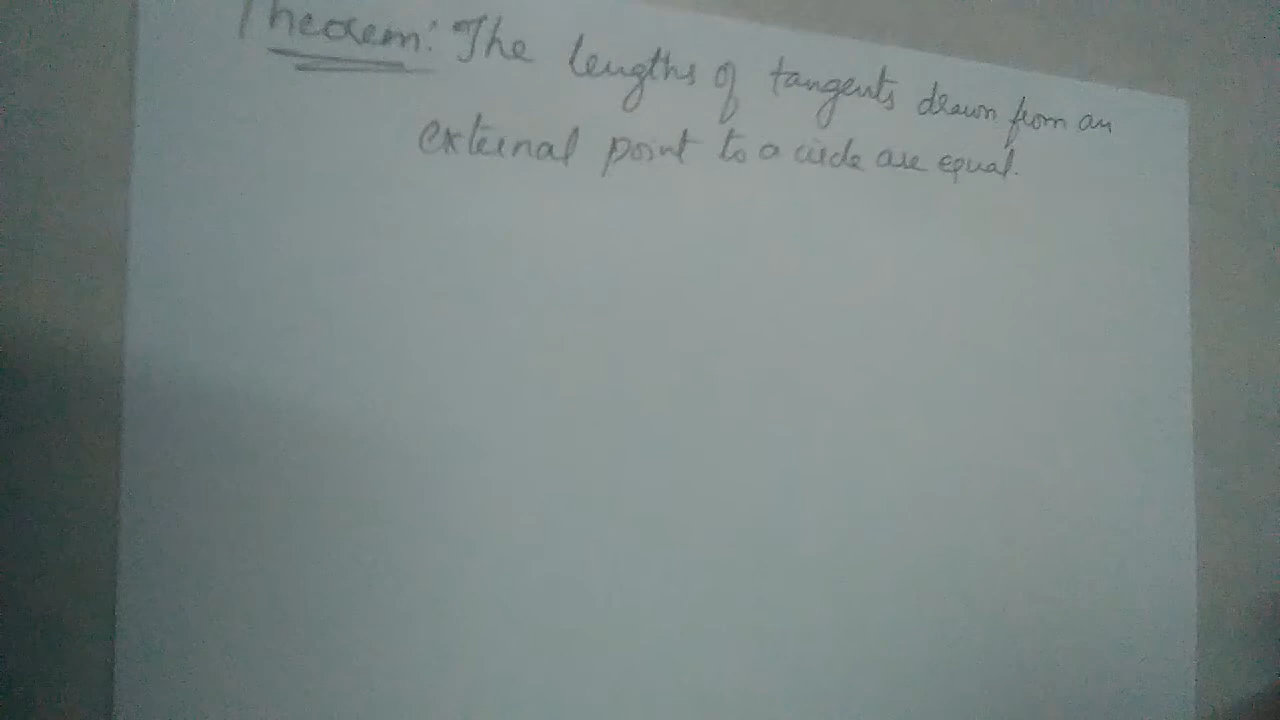 Theorem: The lengths of tangents drawn from an
external point to a circle are equal.